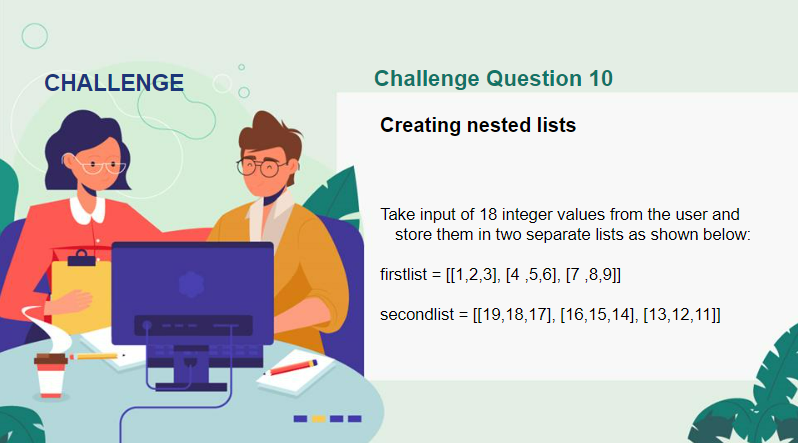 CHALLENGE
Challenge Question 10
Creating nested lists
Take input of 18 integer values from the user and
store them in two separate lists as shown below:
firstlist = [[1,2,3], [4 ,5,6], [7 ,8,9]]
secondlist = [[19,18,17], [16,15,14], [13,12,11]]